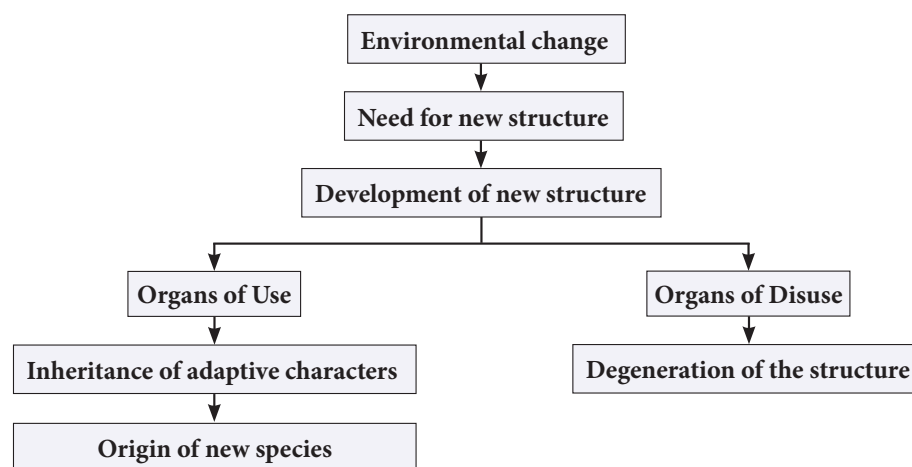 Environmental change
Need for new structure
Development of new structure
Organs of Use
Organs of Disuse
Inheritance of adaptive characters
Degeneration of the structure
Origin of new species